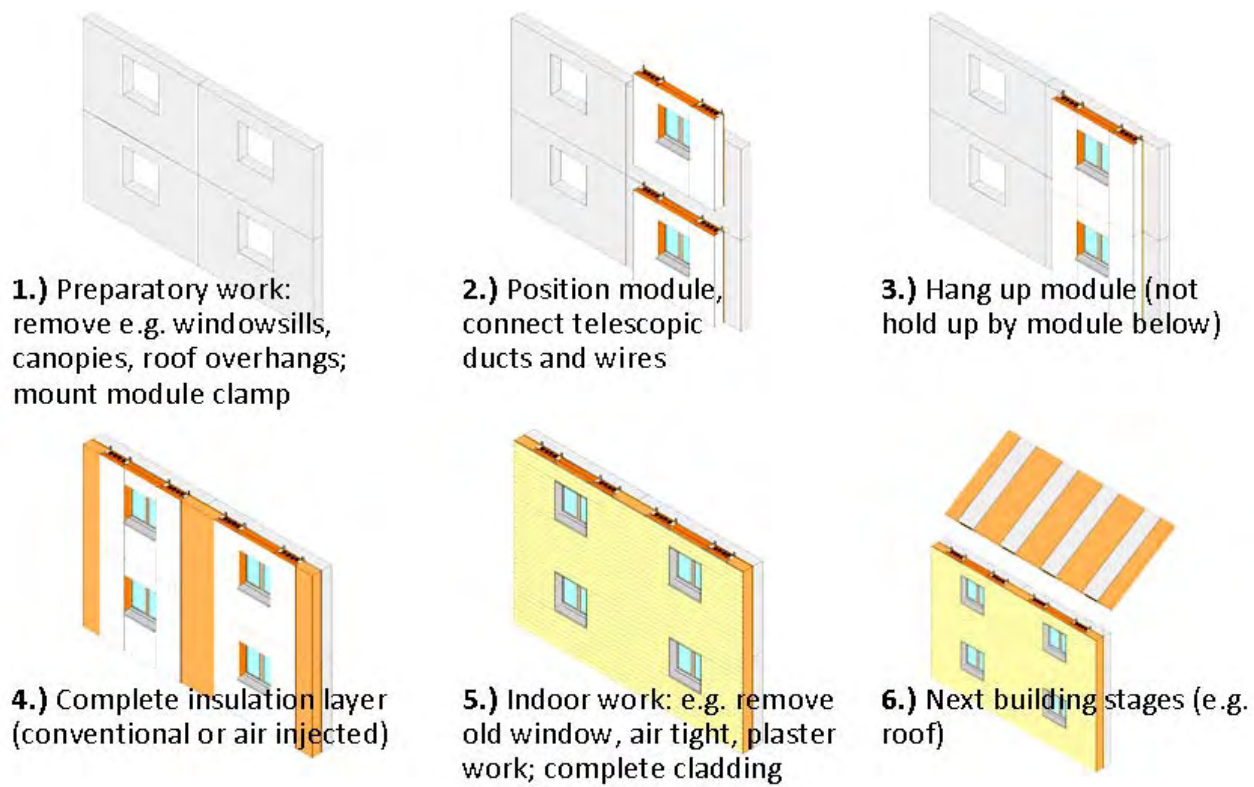 1.) Preparatory work:
remove e.g. windowsills,
canopies, roof overhangs;
mount module clamp
2.) Position module,
connect telescopic
ducts and wires
3.) Hang up module (not
hold up by module below)
4.) Complete insulation layer
(conventional or air injected)
5.) Indoor work: e.g. remove
old window, air tight, plaster
work; complete cladding
6.) Next building stages (e.g.
roof)